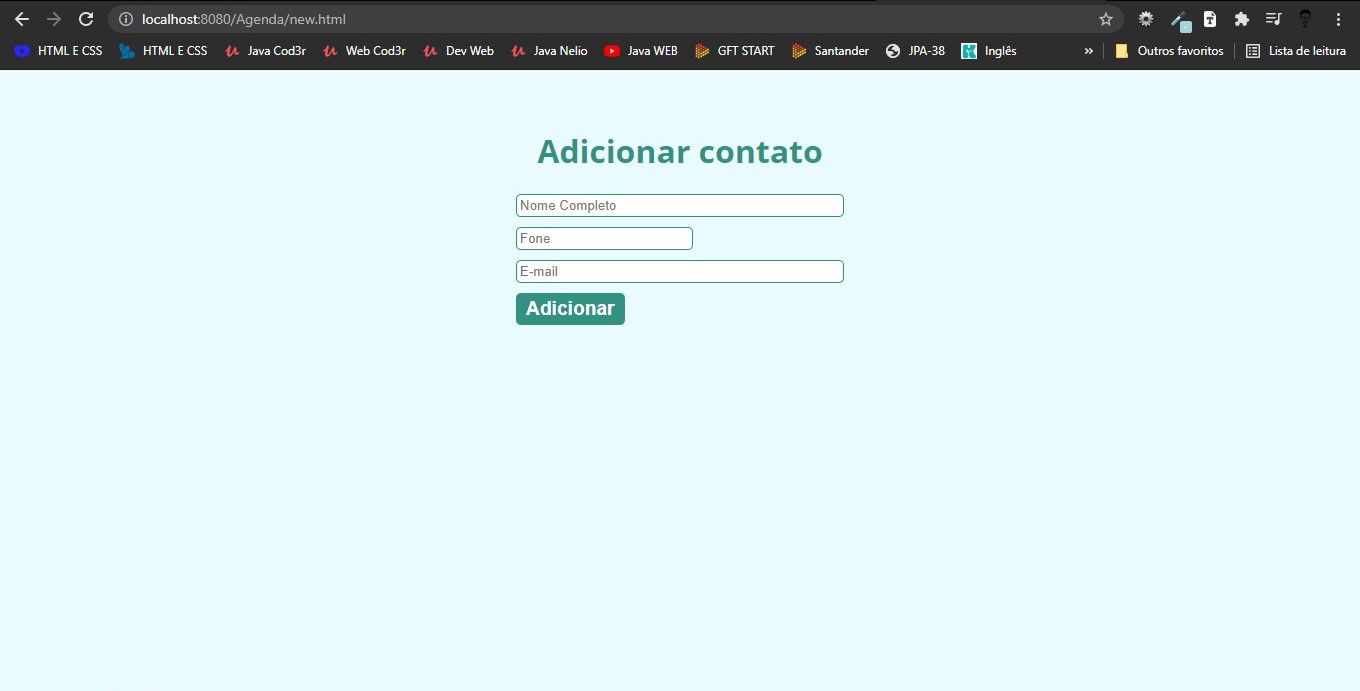 localhost:8080/Agenda/new.html
HTML E CSS HTML E CSS Java Cod3r Web Cod3r Dev Web Java Nelio Java WEB GFT START Santander JPA-38 Inglês » Outros favoritos Lista de leitura
Adicionar contato
Nome Completo
Fone
E-mail
Adicionar